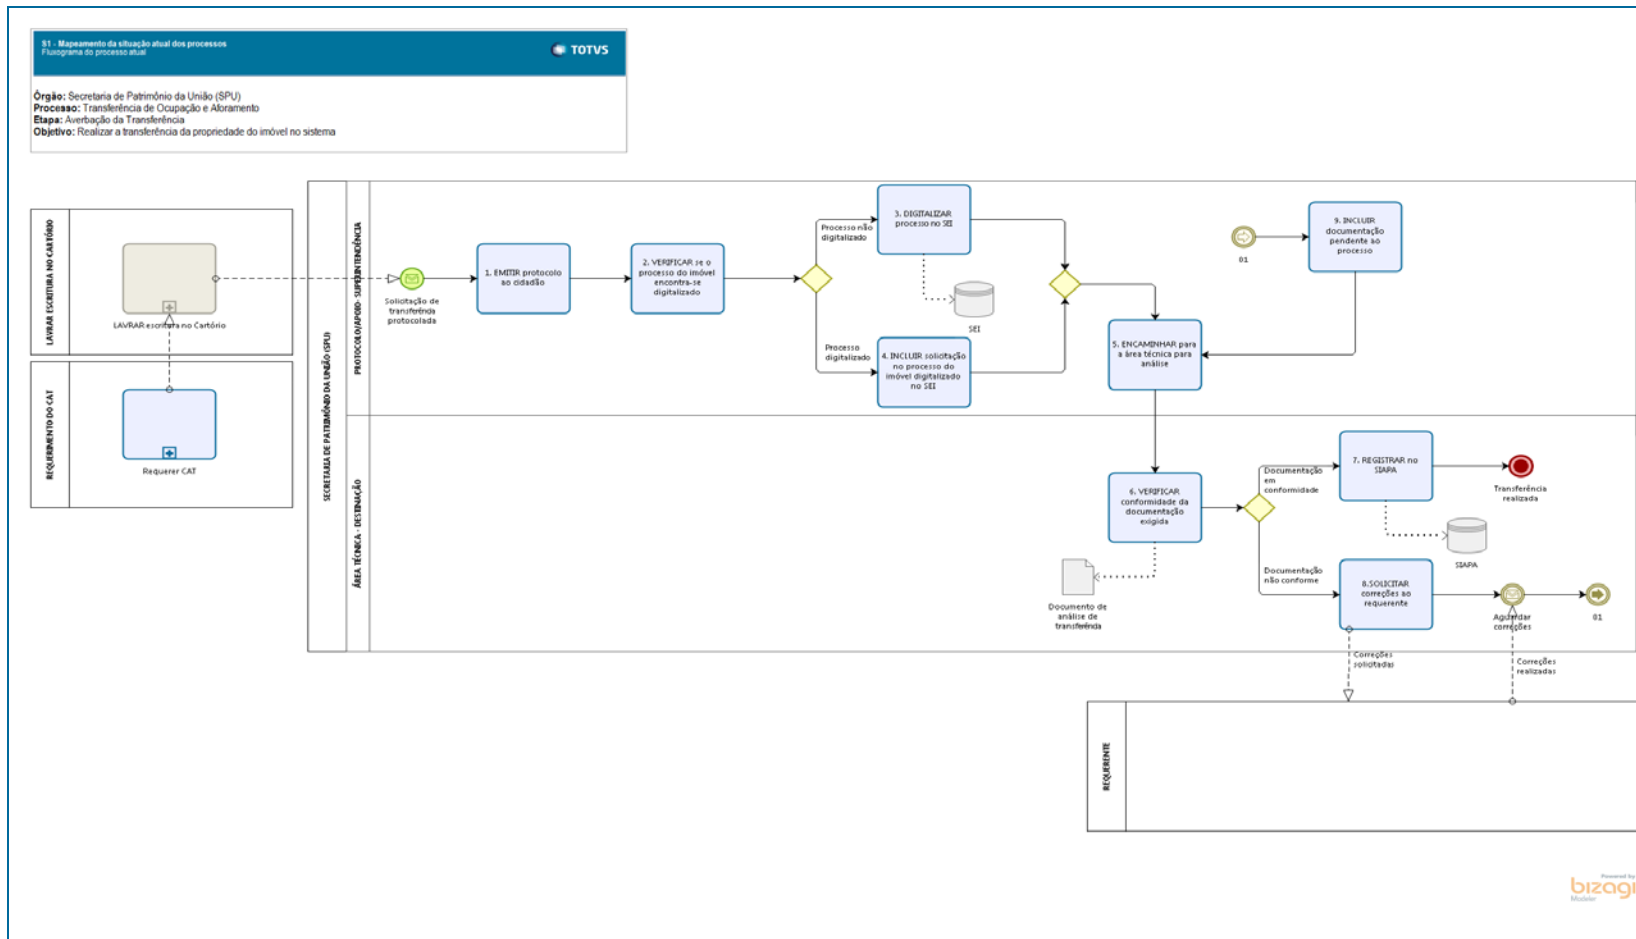 S1 - Mapeamento da situação atual dos processos
Fluxograma do processo atual
TOTVS
Órgão: Secretaria de Patrimônio da União (SPU)
Processo: Transferência de Ocupação e Aforamento
Etapa: Averbação da Transferência
Objetivo: Realizar a transferência da propriedade do imóvel no sistema
LAVRAR ESCRITURA NO CARTÓRIO
LAVRAR escritura no Cartório
REQUERIMENTO DO CAT
Requerer CAT
SECRETARIA DE PATRIMÔNIO DA UNIÃO (SPU)
PROTOCOLO/APOIO- SUPERINTENDÊNCIA
Solicitação de
transferência
protocolada
1. EMITIR protocolo
ao cidadão
2. VERIFICAR se o
processo do imóvel
encontra-se
digitalizado
Processo não
digitalizado
3. DIGITALIZAR
processo no SEI
SEI
Processo
digitalizado
4. INCLUIR solicitação
no processo do
imóvel digitalizado
no SEI
5. ENCAMINHAR para
a área técnica para
análise
01
9. INCLUIR
documentação
pendente ao
processo
ÁREA TÉCNICA - DESTINAÇÃO
6. VERIFICAR
conformidade da
documentação
exigida
Documento de
análise de
transferência
Documentação
em
conformidade
7. REGISTRAR no
SIAPA
Transferência
realizada
SIAPA
Documentação
não conforme
8.SOLICITAR
correções ao
requerente
Aguardar
correções
01
Correções
solicitadas
Correções
realizadas
REQUERENTE
Powered by
bizagi
Modeler